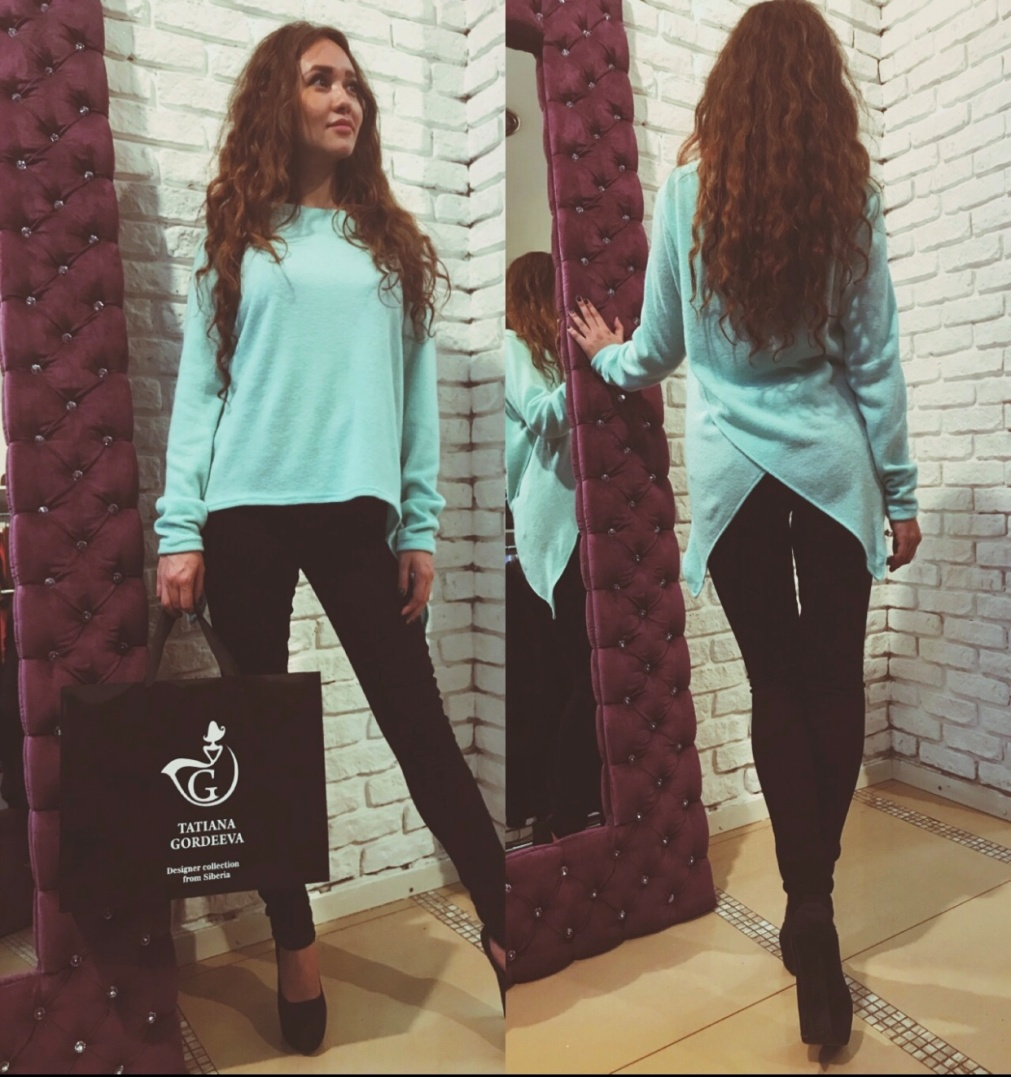 G
TATIANA
GORDEEVA
Designer collection
from Siberia